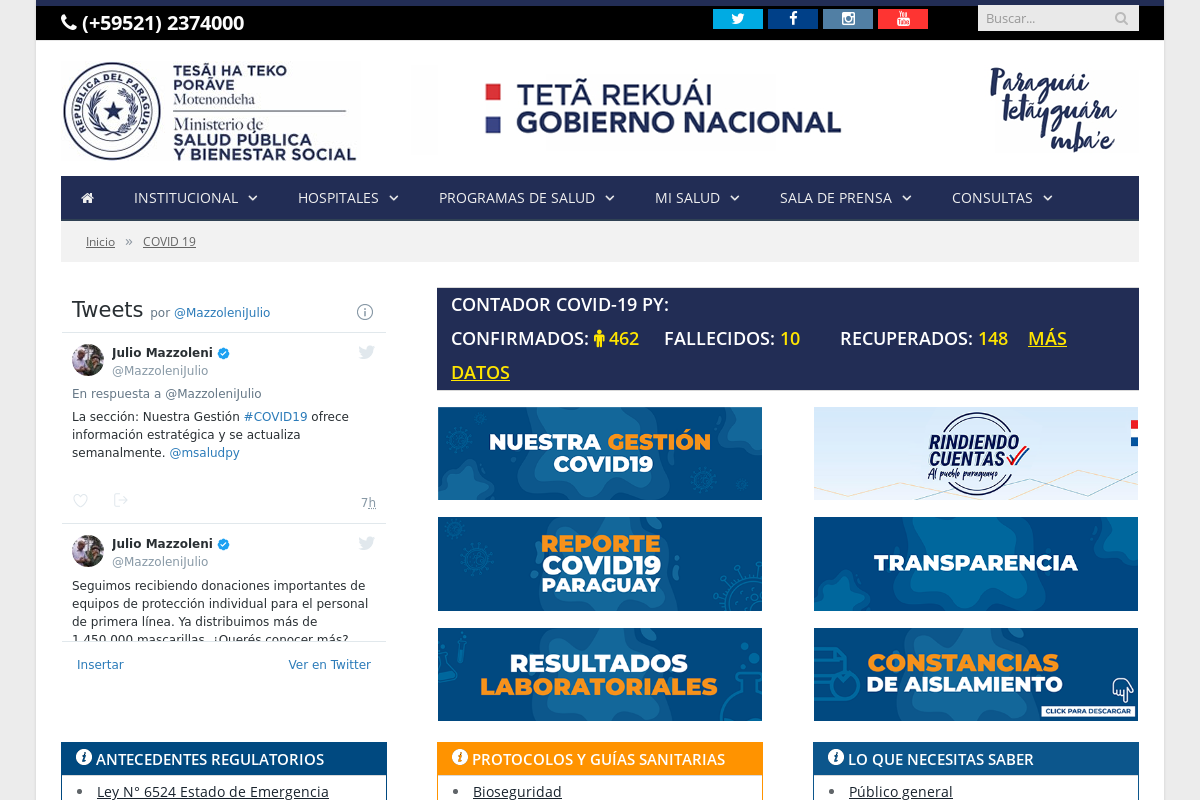 (+59521) 2374000
Buscar...
REPUBLICA DEL PARAGUAY
TESÃI HA TEKO
PORÃVE
Motenondeha
Ministerio de
SALUD PÚBLICA
Y BIENESTAR SOCIAL
TETÃ REKUÁI
GOBIERNO NACIONAL
Paraguái
tetãyguára
mba'e
INSTITUCIONAL
HOSPITALES
PROGRAMAS DE SALUD
MI SALUD
SALA DE PRENSA
CONSULTAS
Inicio » COVID 19
Tweets por @MazzoleniJulio
Julio Mazzoleni
@MazzoleniJulio
En respuesta a @MazzoleniJulio
La sección: Nuestra Gestión #COVID19 ofrece
información estratégica y se actualiza
semanalmente. @msaludpy
7h
Julio Mazzoleni
@MazzoleniJulio
Seguimos recibiendo donaciones importantes de
equipos de protección individual para el personal
de primera línea. Ya distribuimos más de
1.450.000 mascarillas. ¿Querés conocer más?
Insertar
Ver en Twitter
CONTADOR COVID-19 PY:
CONFIRMADOS: 462 FALLECIDOS: 10 RECUPERADOS: 148 MÁS
DATOS
NUESTRA GESTIÓN
COVID19
RINDIENDO
CUENTAS
Al pueblo paraguayo
REPORTE
COVID19
PARAGUAY
TRANSPARENCIA
RESULTADOS
LABORATORIALES
CONSTANCIAS
DE AISLAMIENTO
CLICK PARA DESCARGAR
ANTECEDENTES REGULATORIOS
Ley N° 6524 Estado de Emergencia
PROTOCOLOS Y GUÍAS SANITARIAS
Bioseguridad
LO QUE NECESITAS SABER
Público general